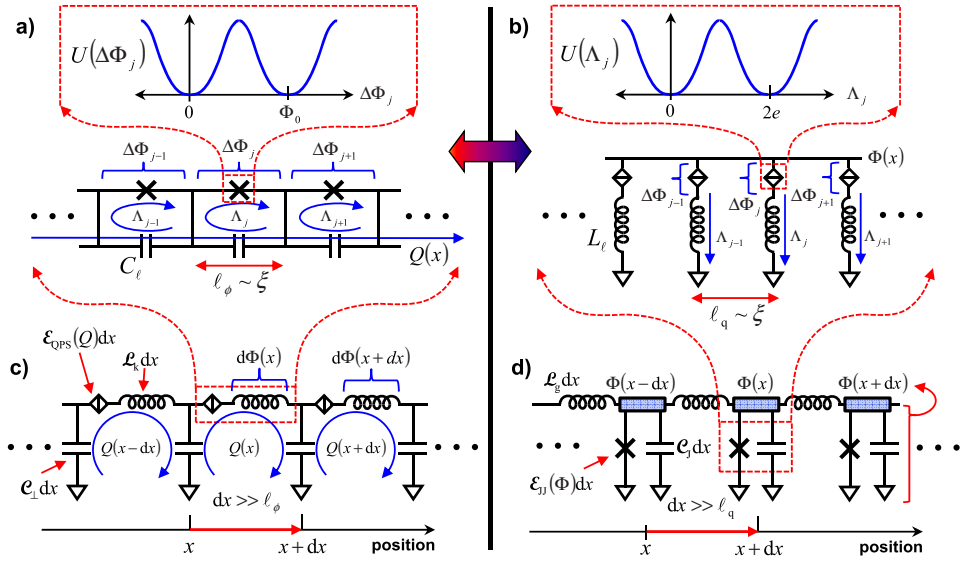 a)
U(ΔΦ_j)
0
Φ_0
ΔΦ_j
ΔΦ_{j-1}
ΔΦ_j
ΔΦ_{j+1}
Λ_{j-1}
Λ_j
Λ_{j+1}
• • •
• • •
C_ℓ
Q(x)
ℓ_ϕ ~ ξ
b)
U(Λ_j)
0
2e
Λ_j
Φ(x)
ΔΦ_{j-1}
ΔΦ_j
ΔΦ_{j+1}
• • •
• • •
L_ℓ
Λ_{j-1}
Λ_j
Λ_{j+1}
ℓ_q ~ ξ
c)
ℰ_QPS(Q)dx
ℒ_k dx
dΦ(x)
dΦ(x+dx)
• • •
Q(x−dx)
Q(x)
Q(x+dx)
• • •
𝒞_⊥dx
dx >> ℓ_ϕ
x
x+dx
position
d)
ℒ_g dx
Φ(x−dx)
Φ(x)
Φ(x+dx)
• • •
𝒞_J dx
• • •
ℰ_JJ(Φ)dx
dx >> ℓ_q
x
x+dx
position